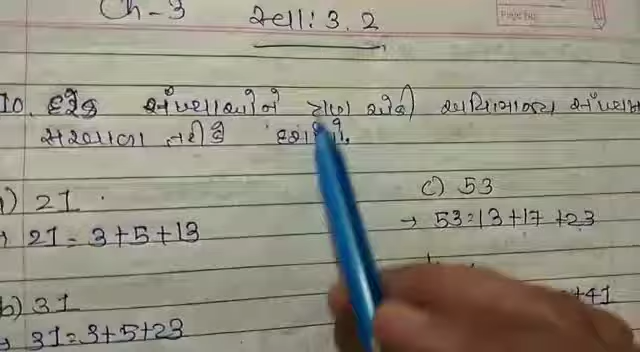 Ch-3 સ્વા: 3.2
10. દરેક સંખ્યાઓને ત્રણ એકી અવિભાજ્ય
સરવાળા તરીકે દર્શાવો.
21
21 = 3+5+13
b) 31
31 = 3+5+23
c) 53
→ 53=13+17+23
+41